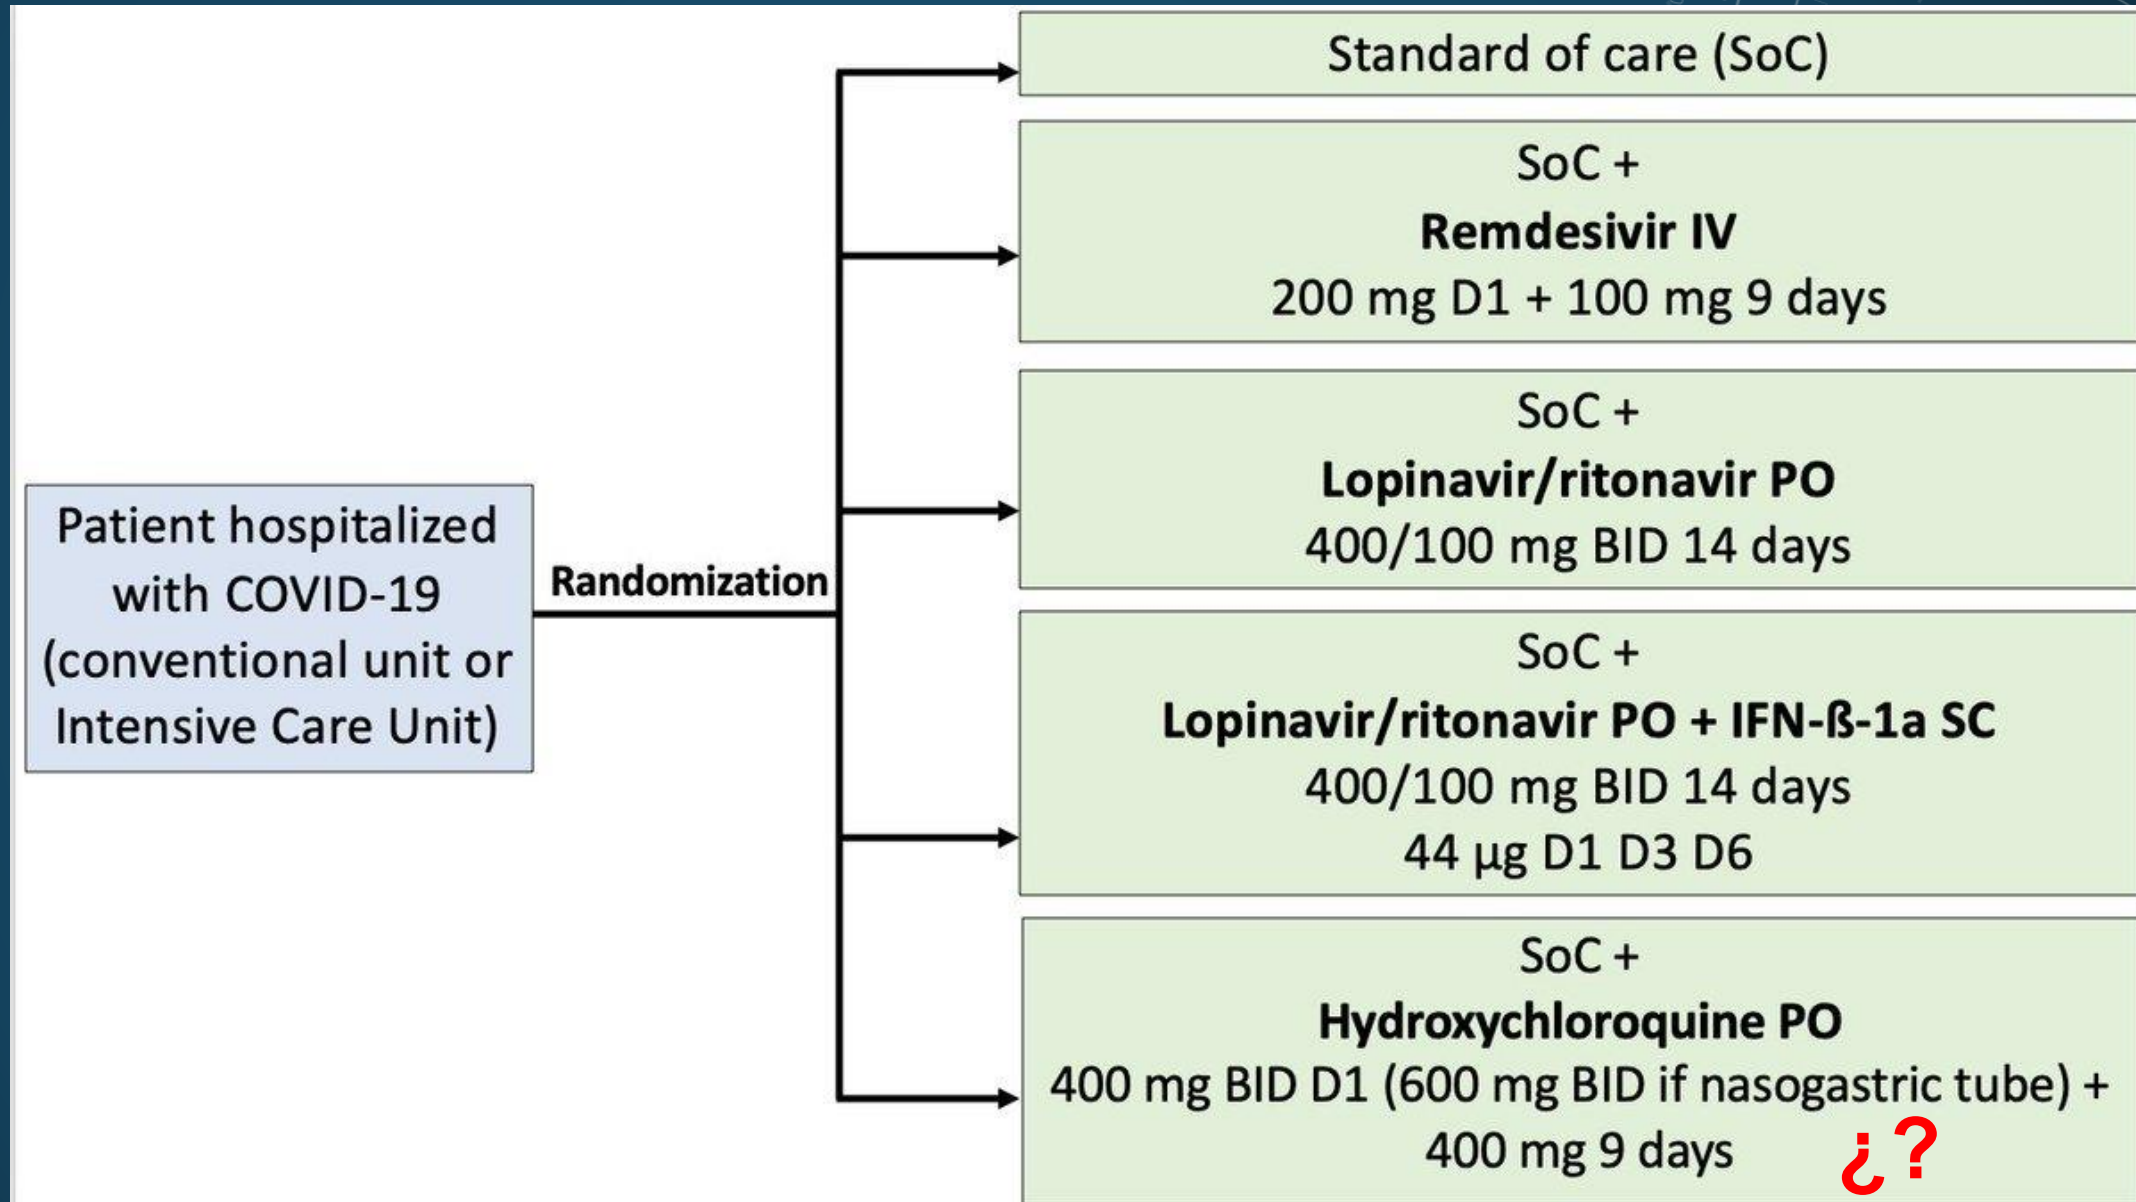 Patient hospitalized
with COVID-19
(conventional unit or
Intensive Care Unit)
Randomization
Standard of care (SoC)
SoC +
Remdesivir IV
200 mg D1 + 100 mg 9 days
SoC +
Lopinavir/ritonavir PO
400/100 mg BID 14 days
SoC +
Lopinavir/ritonavir PO + IFN-ß-1a SC
400/100 mg BID 14 days
44 µg D1 D3 D6
SoC +
Hydroxychloroquine PO
400 mg BID D1 (600 mg BID if nasogastric tube) +
400 mg 9 days ¿?